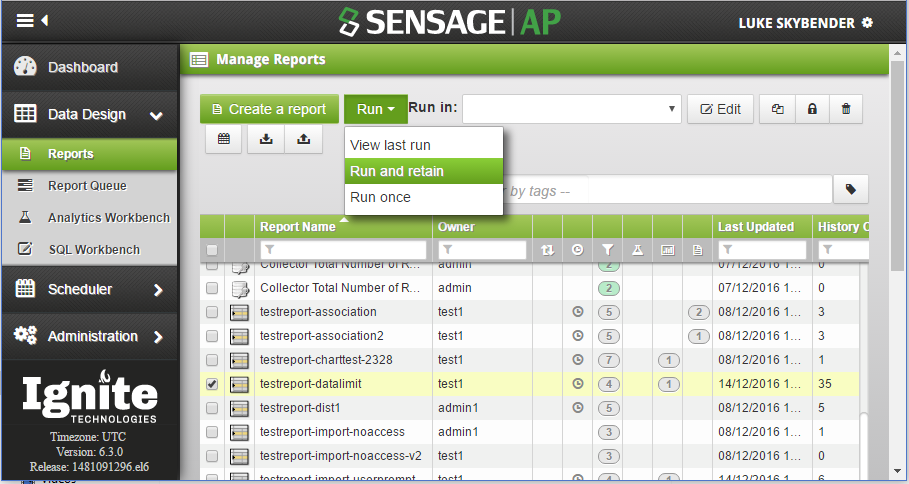 SENSAGE AP
LUKE SKYBENDER
Dashboard
Data Design
Reports
Report Queue
Analytics Workbench
SQL Workbench
Scheduler
Administration
Ignite
TECHNOLOGIES
Timezone: UTC
Version: 6.3.0
Release: 1481091296.el6
Manage Reports
Create a report Run Run in: Edit
View last run
Run and retain
Run once
by tags --
Report Name Owner Last Updated History
Collector Total Number of R... admin 2 07/12/2016 1... 0
Collector Total Number of R... admin 2 07/12/2016 1... 0
testreport-association test1 5 2 08/12/2016 1... 3
testreport-association2 test1 5 1 08/12/2016 1... 3
testreport-charttest-2328 test1 7 1 08/12/2016 1... 1
testreport-datalimit test1 4 1 14/12/2016 1... 35
testreport-dist1 admin1 5 08/12/2016 1... 5
testreport-import-noaccess admin1 3 08/12/2016 1... 1
testreport-import-noaccess-v2 test1 3 08/12/2016 1... 0
testreport-import-userprompt test1 4 1 14/12/2016 1... 6